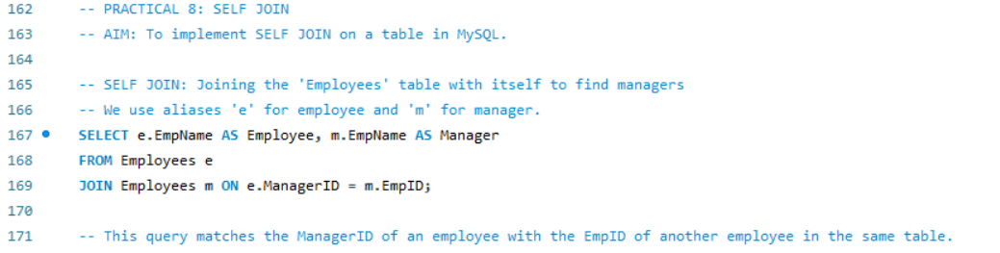 162 -- PRACTICAL 8: SELF JOIN
163 -- AIM: To implement SELF JOIN on a table in MySQL.
164
165 -- SELF JOIN: Joining the 'Employees' table with itself to find managers
166 -- We use aliases 'e' for employee and 'm' for manager.
167 SELECT e.EmpName AS Employee, m.EmpName AS Manager
168 FROM Employees e
169 JOIN Employees m ON e.ManagerID = m.EmpID;
170
171 -- This query matches the ManagerID of an employee with the EmpID of another employee in the same table.